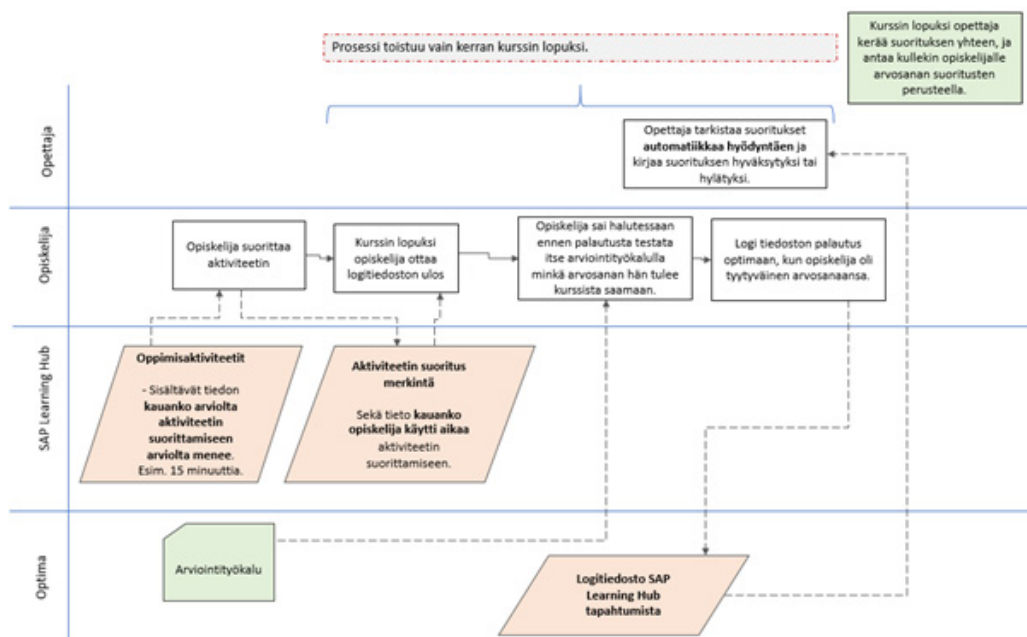 Prosessi toistuu vain kerran kurssin lopuksi.
Kurssin lopuksi opettaja
kerää suorituksen yhteen, ja
antaa kullekin opiskelijalle
arvosanan suoritusten
perusteella.
Opettaja
Opettaja tarkistaa suoritukset
automatiikkaa hyödyntäen ja
kirjaa suorituksen hyväksytyksi tai
hylätyksi.
Opiskelija
Opiskelija suorittaa
aktiviteetin
Kurssin lopuksi
opiskelija ottaa
logitiedoston ulos
Opiskelija sai halutessaan
ennen palautusta testata
itse arviointityökalulla
minkä arvosanan hän tulee
kurssista saamaan.
Logi tiedoston palautus
optimaan, kun opiskelija oli
tyytyväinen arvosanaansa.
SAP Learning Hub
Oppimisaktiviteetit
- Sisältävät tiedon
kauanko arviolta
aktiviteetin
suorittamiseen
arviolta menee.
Esim. 15 minuuttia.
Aktiviteetin suoritus
merkintä
Sekä tieto kauanko
opiskelija käytti aikaa
aktiviteetin
suorittamiseen.
Optima
Arviointityökalu
Logitiedosto SAP
Learning Hub
tapahtumista